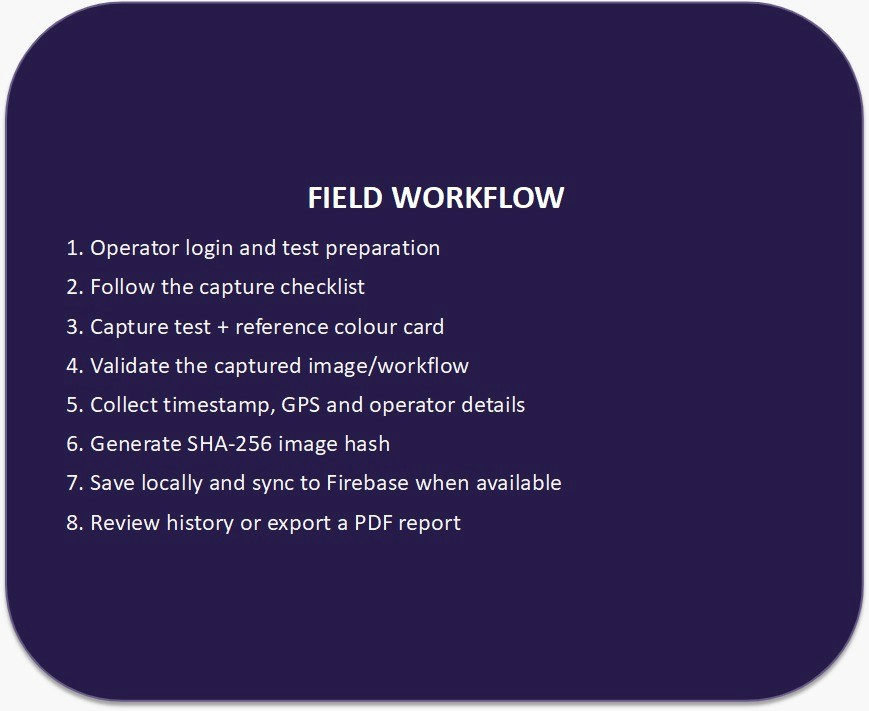 FIELD WORKFLOW
1. Operator login and test preparation
2. Follow the capture checklist
3. Capture test + reference colour card
4. Validate the captured image/workflow
5. Collect timestamp, GPS and operator details
6. Generate SHA-256 image hash
7. Save locally and sync to Firebase when available
8. Review history or export a PDF report